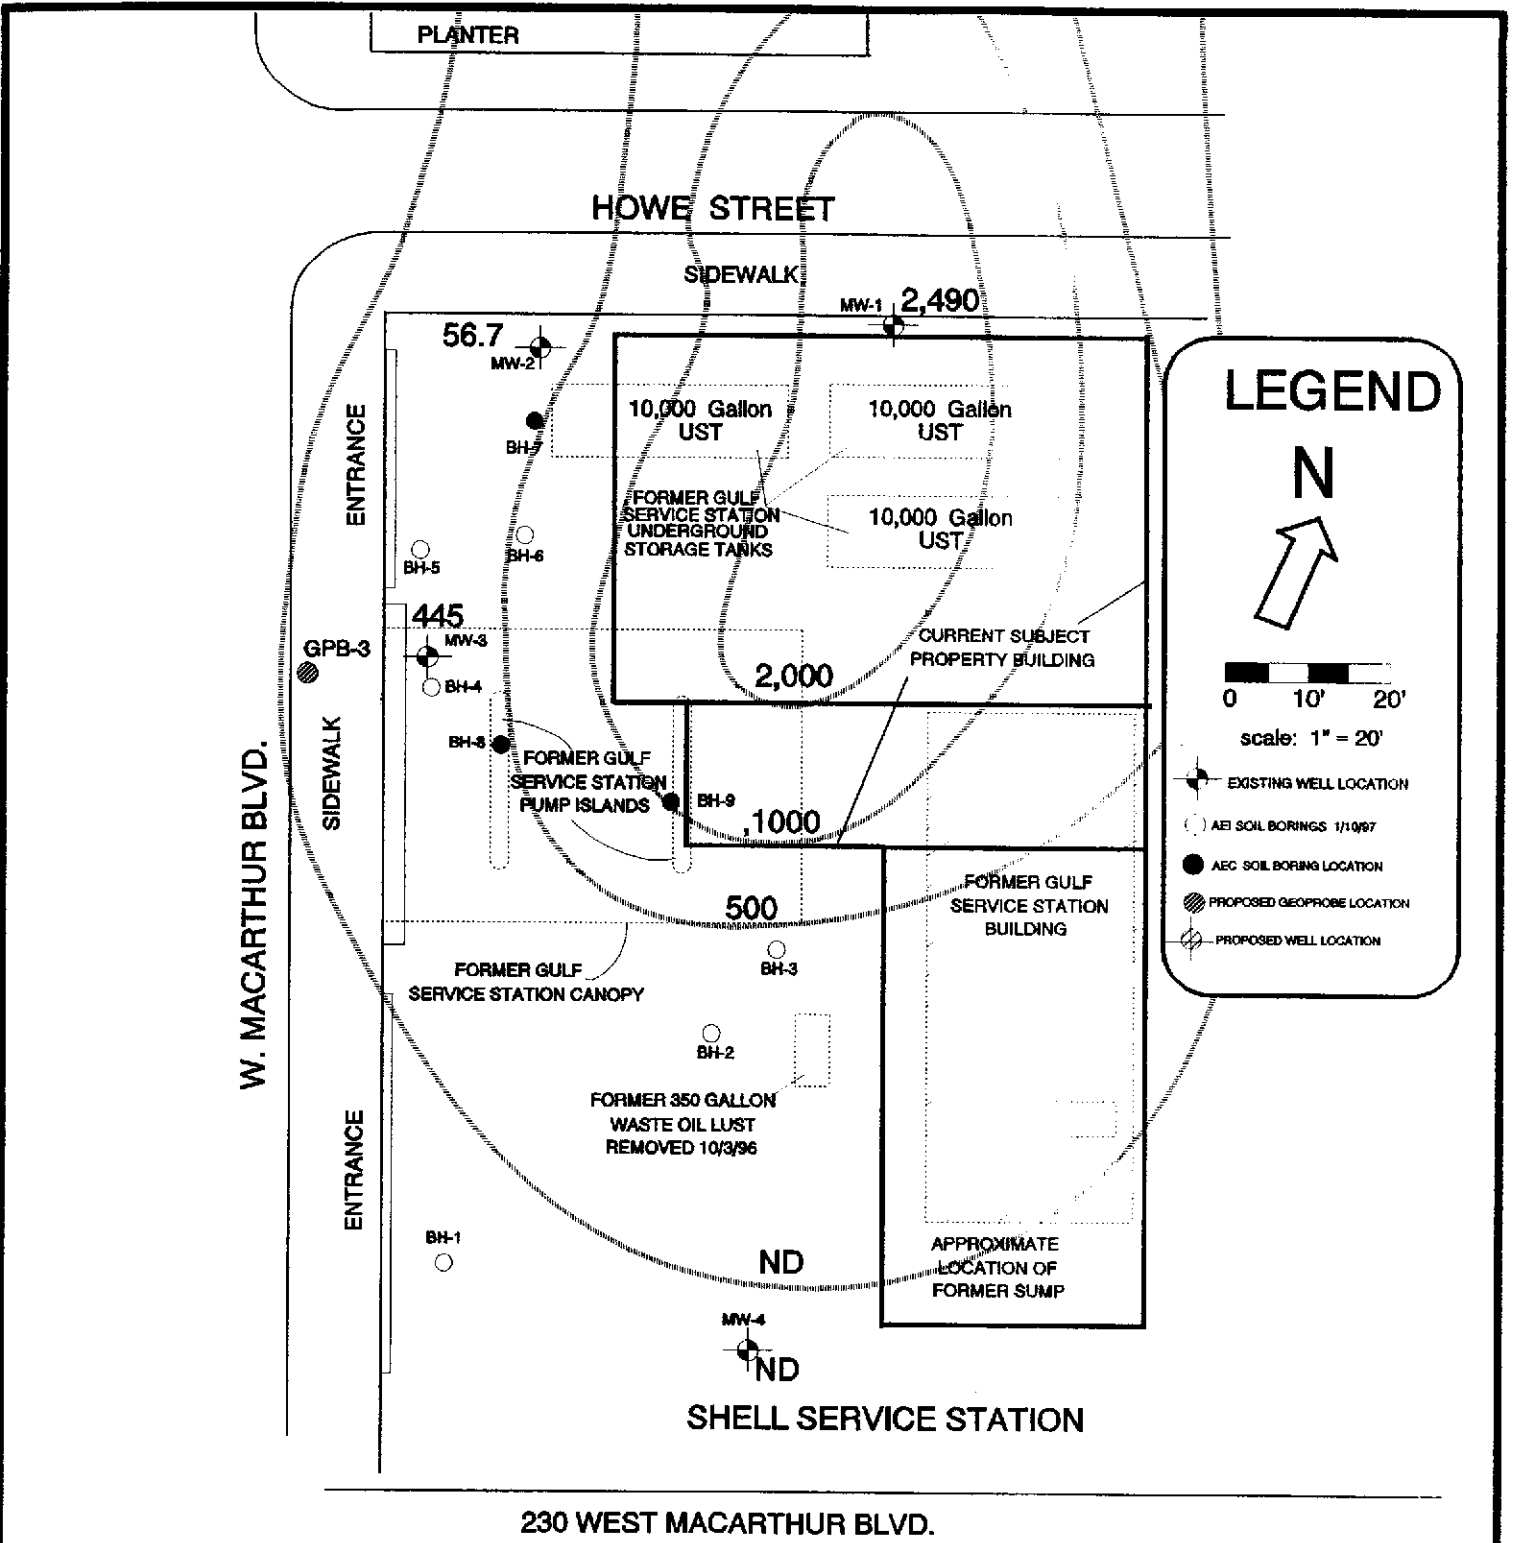 PLANTER
HOWE STREET
SIDEWALK
MW-1 2,490
56.7
MW-2
LEGEND
N
10,000 Gallon
UST
10,000 Gallon
UST
BH-7
ENTRANCE
FORMER GULF
SERVICE STATION
UNDERGROUND
STORAGE TANKS
10,000 Gallon
UST
BH-5
BH-6
445
MW-3
GPB-3
BH-4
CURRENT SUBJECT
PROPERTY BUILDING
2,000
0 10' 20'
scale: 1" = 20'
BH-8
FORMER GULF
SERVICE STATION
PUMP ISLANDS
BH-9
,1000
SIDEWALK
W. MACARTHUR BLVD.
EXISTING WELL LOCATION
AEI SOIL BORINGS 1/10/97
AEC SOIL BORING LOCATION
PROPOSED GEOPROBE LOCATION
PROPOSED WELL LOCATION
500
FORMER GULF
SERVICE STATION
BUILDING
BH-3
FORMER GULF
SERVICE STATION CANOPY
BH-2
FORMER 350 GALLON
WASTE OIL LUST
REMOVED 10/3/96
ENTRANCE
BH-1
ND
APPROXIMATE
LOCATION OF
FORMER SUMP
MW-4
ND
SHELL SERVICE STATION
230 WEST MACARTHUR BLVD.